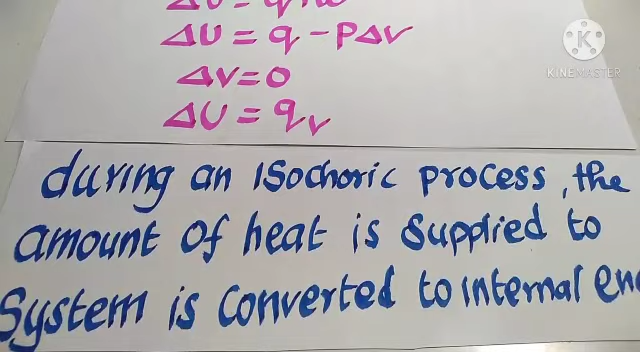 ΔU = q - PΔV
ΔV=0
ΔU = qv
during an Isochoric process, the
amount of heat is Supplied to
System is converted to internal
K
KINEMASTER